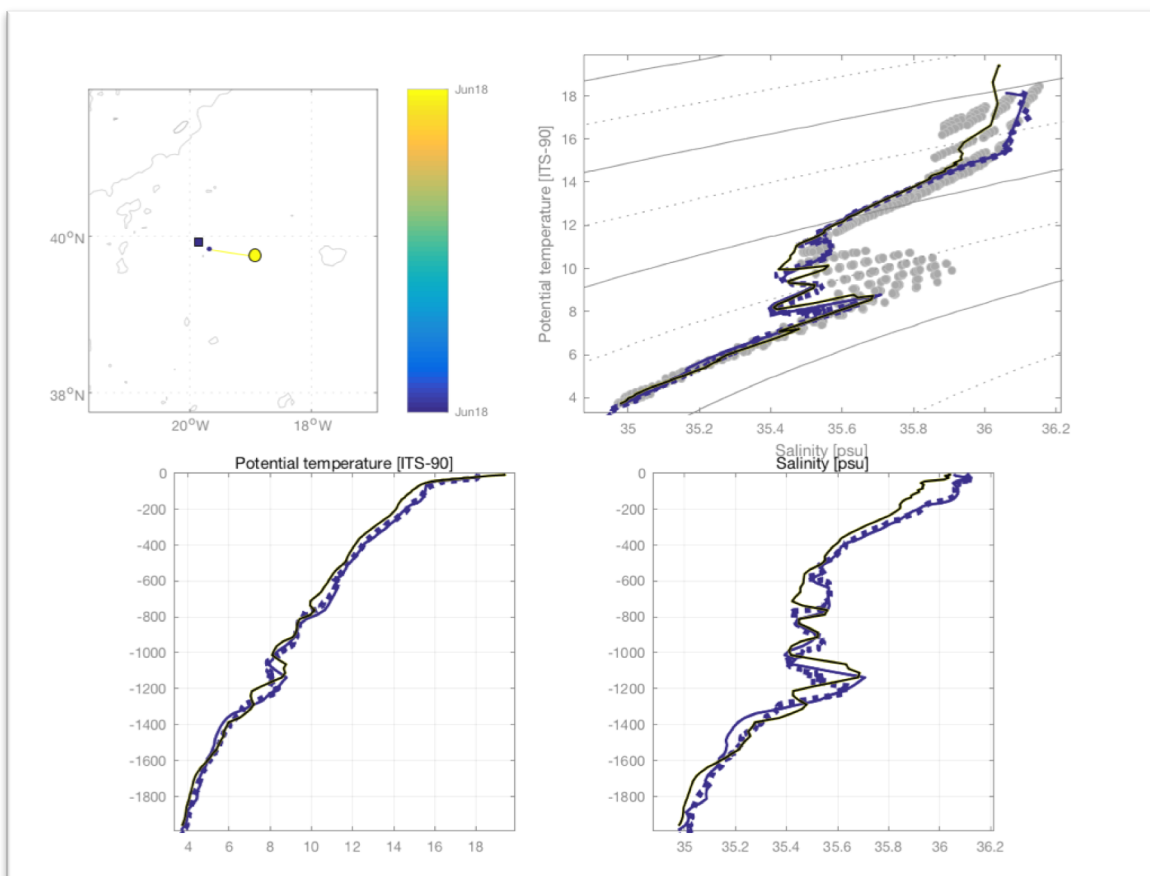 Jun18
40°N
38°N
20°W 18°W
Jun18
Potential temperature [ITS-90]
18
16
14
12
10
8
6
4
35 35.2 35.4 35.6 35.8 36 36.2
Salinity [psu]
Potential temperature [ITS-90]
0
-200
-400
-600
-800
-1000
-1200
-1400
-1600
-1800
4 6 8 10 12 14 16 18
Salinity [psu]
0
-200
-400
-600
-800
-1000
-1200
-1400
-1600
-1800
35 35.2 35.4 35.6 35.8 36 36.2